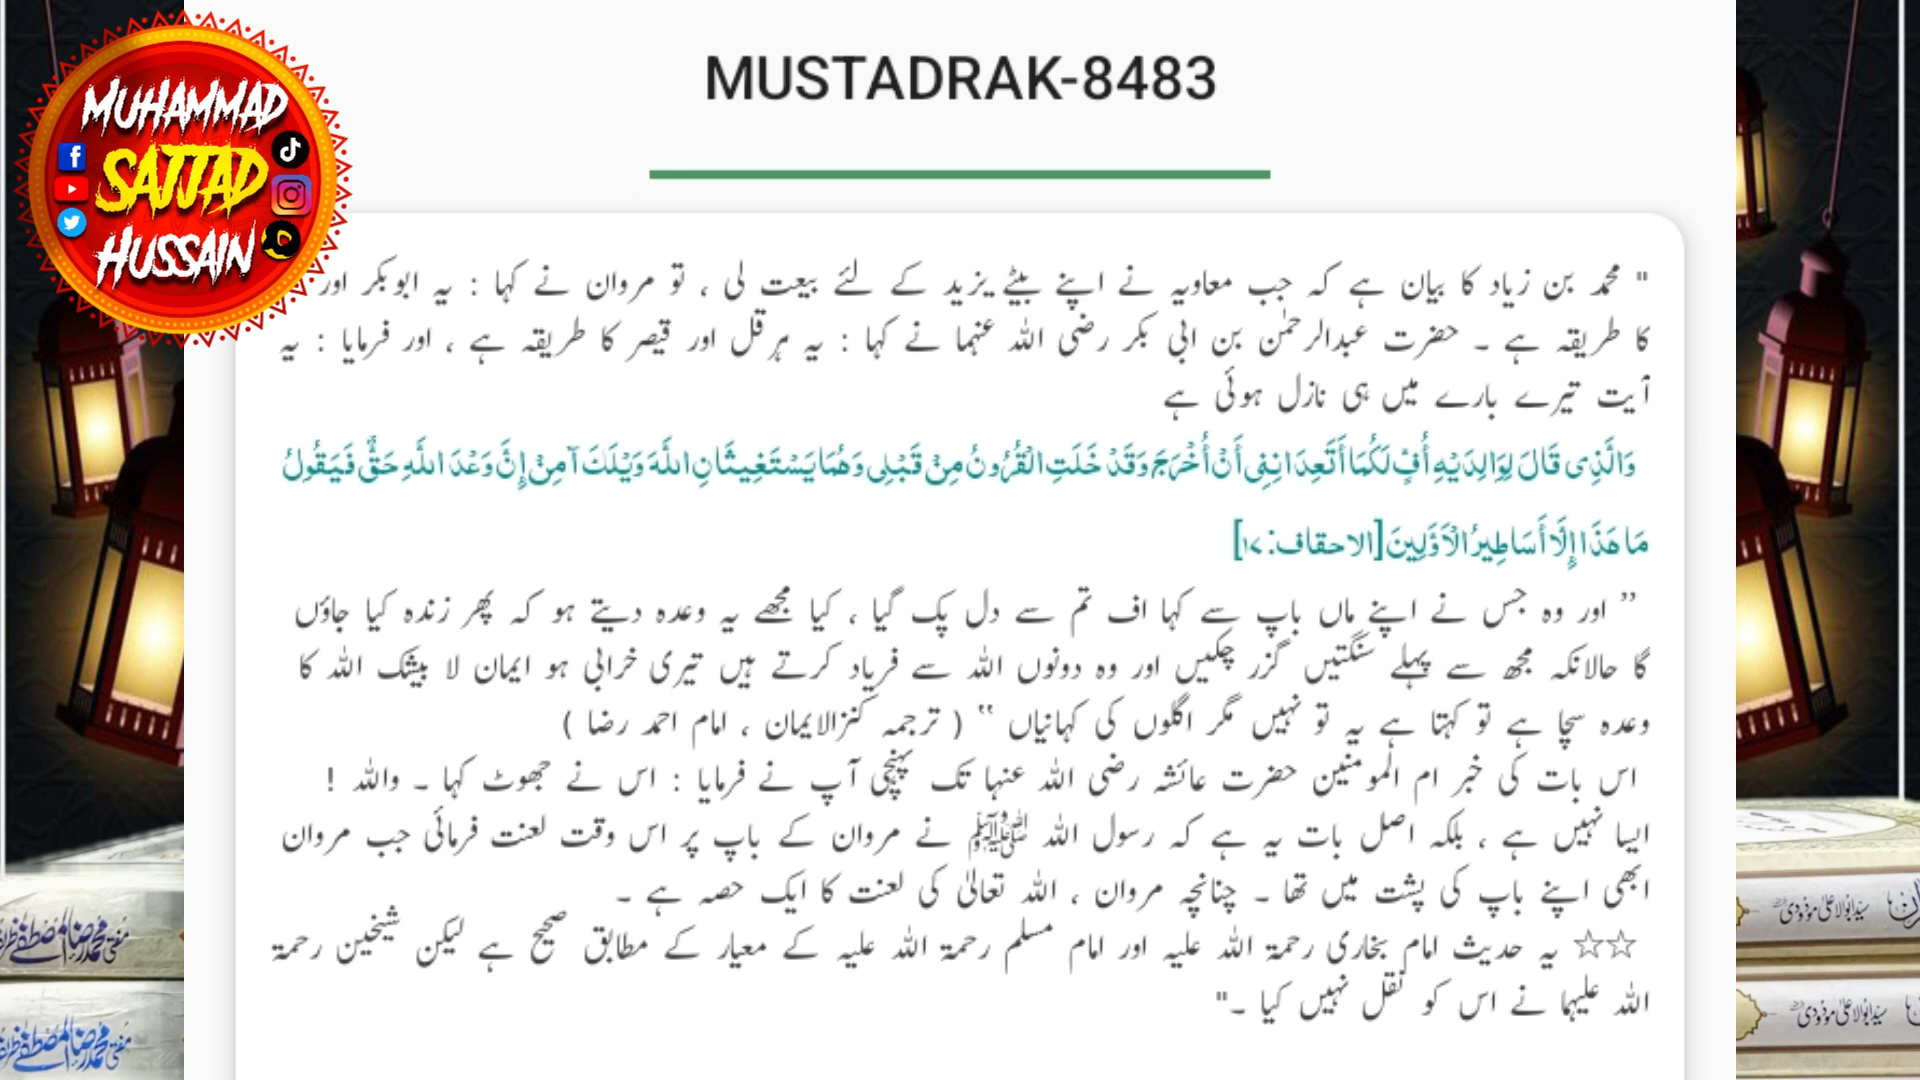 MUHAMMAD
SAJJAD
HUSSAIN
MUSTADRAK-8483
" محمد بن زیاد کا بیان ہے کہ جب معاویہ نے اپنے بیٹے یزید کے لئے بیعت لی ، تو مروان نے کہا : یہ ابوبکر اور
کا طریقہ ہے ۔ حضرت عبدالرحمٰن بن ابی بکر رضی اللہ عنہما نے کہا : یہ ہرقل اور قیصر کا طریقہ ہے ، اور فرمایا : یہ
آیت تیرے بارے میں ہی نازل ہوئی ہے
وَالَّذِی قَالَ لِوَالِدَیْہِ أُفٍّ لَکُمَا أَتَعِدَانِنِی أَنْ أُخْرَجَ وَقَدْ خَلَتِ الْقُرُونُ مِنْ قَبْلِی وَھُمَا یَسْتَغِیثَانِ اللَّہَ وَیْلَکَ آمِنْ إِنَّ وَعْدَ اللَّہِ حَقٌّ فَیَقُولُ
مَا ھَذَا إِلَّا أَسَاطِیرُ الْأَوَّلِینَ [الاحقاف: ۱۷]
’’ اور وہ جس نے اپنے ماں باپ سے کہا اف تم سے دل پک گیا ، کیا مجھے یہ وعدہ دیتے ہو کہ پھر زندہ کیا جاؤں
گا حالانکہ مجھ سے پہلے سنگتیں گزر چکیں اور وہ دونوں اللہ سے فریاد کرتے ہیں تیری خرابی ہو ایمان لا بیشک اللہ کا
وعدہ سچا ہے تو کہتا ہے یہ تو نہیں مگر اگلوں کی کہانیاں ‘‘ ( ترجمہ کنزالایمان ، امام احمد رضا )
اس بات کی خبر ام المومنین حضرت عائشہ رضی اللہ عنہا تک پہنچی آپ نے فرمایا : اس نے جھوٹ کہا ۔ واللہ !
ایسا نہیں ہے ، بلکہ اصل بات یہ ہے کہ رسول اللہ ﷺ نے مروان کے باپ پر اس وقت لعنت فرمائی جب مروان
ابھی اپنے باپ کی پشت میں تھا ۔ چنانچہ مروان ، اللہ تعالیٰ کی لعنت کا ایک حصہ ہے ۔
☆☆ یہ حدیث امام بخاری رحمۃ اللہ علیہ اور امام مسلم رحمۃ اللہ علیہ کے معیار کے مطابق صحیح ہے لیکن شیخین رحمۃ
اللہ علیہما نے اس کو نقل نہیں کیا ۔"
سید ابوالاعلیٰ مودودی
سید ابوالاعلیٰ مودودی